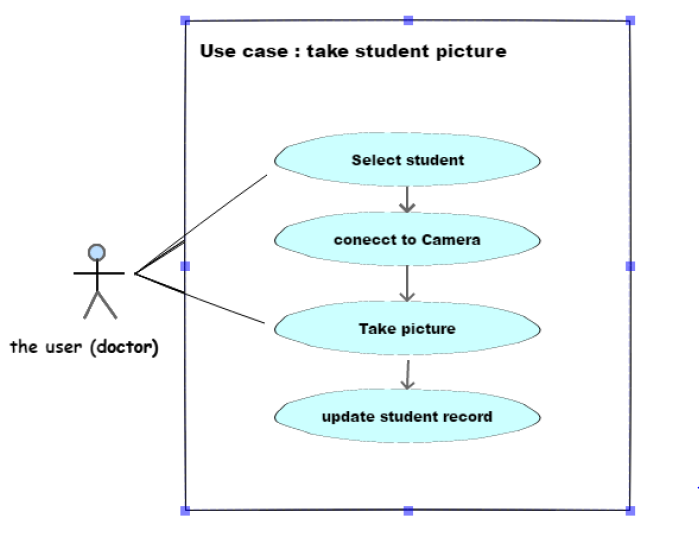 Use case : take student picture
Select student
conecct to Camera
Take picture
the user (doctor)
update student record